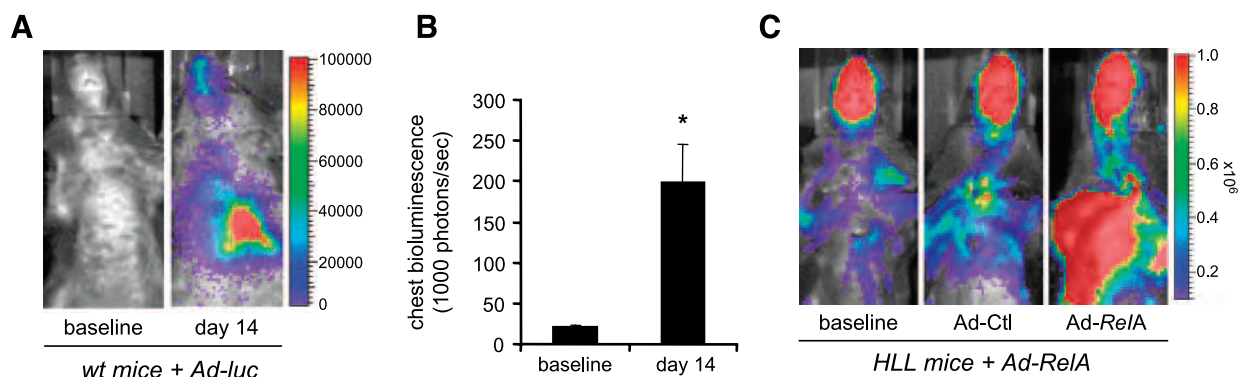 A
100000
80000
60000
40000
20000
0
baseline day 14
wt mice + Ad-luc
B
chest bioluminescence
(1000 photons/sec)
300
250
200
150
100
50
0
*
baseline day 14
C
1.0
0.8
0.6
0.4
0.2
x10⁶
baseline Ad-Ctl Ad-RelA
HLL mice + Ad-RelA